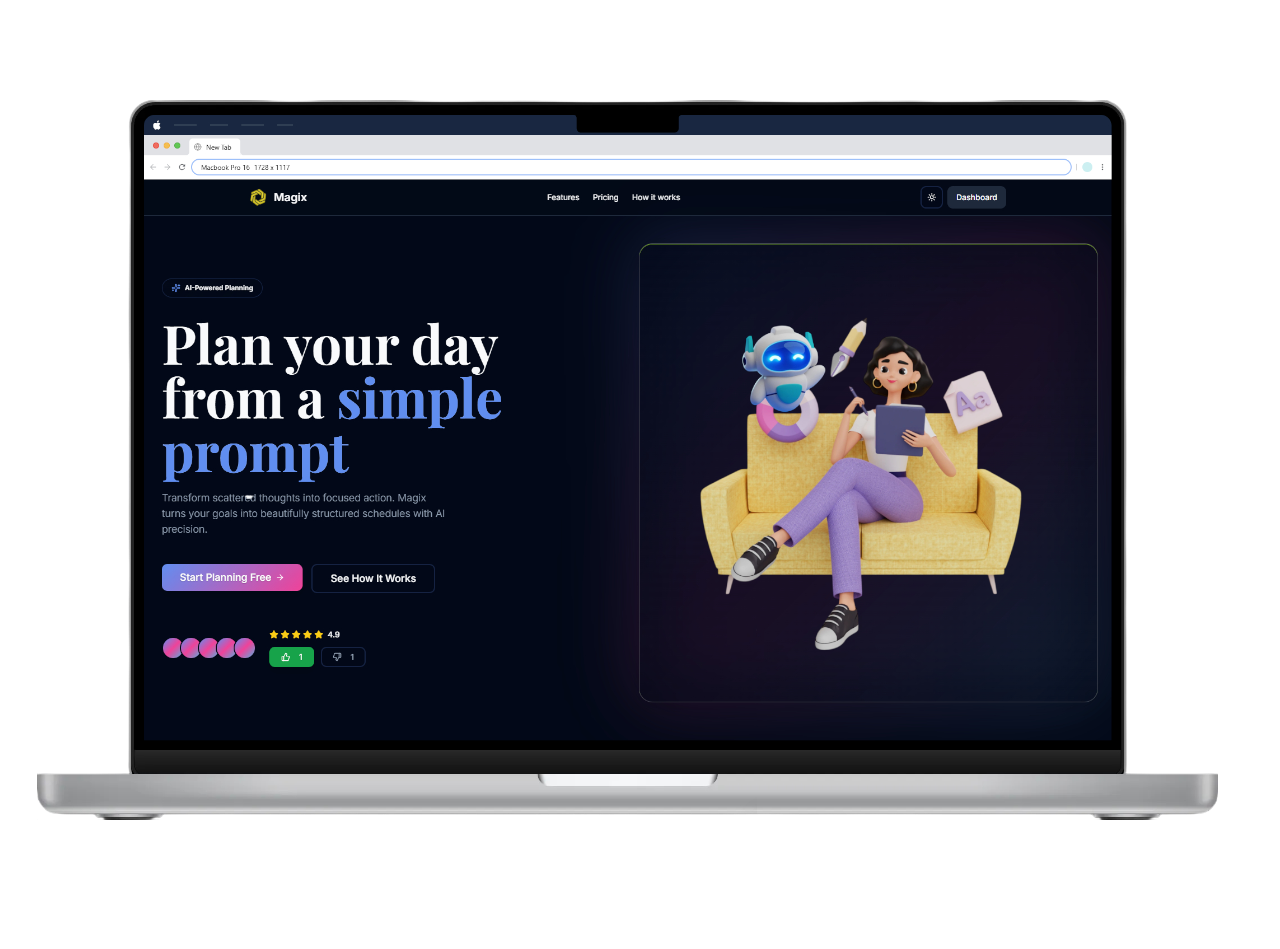 New Tab
Macbook Pro 16 1728 x 1117
Magix
Features Pricing How it works
Dashboard
AI-Powered Planning
Plan your day
from a simple
prompt
Transform scattered thoughts into focused action. Magix
turns your goals into beautifully structured schedules with AI
precision.
Start Planning Free →
See How It Works
4.9
1 1
Aa